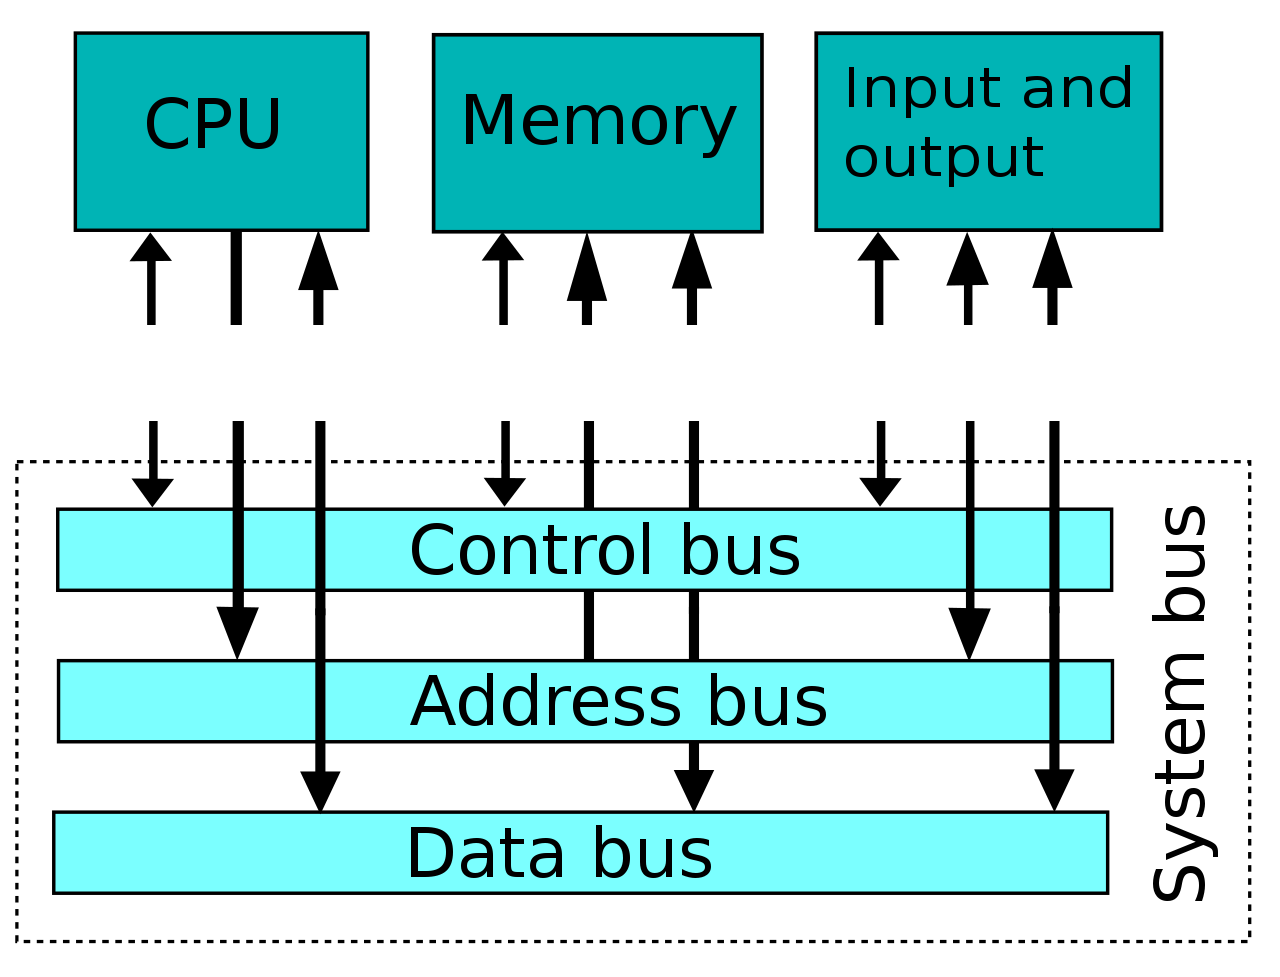 CPU
Memory
Input and
output
Control bus
Address bus
Data bus
System bus